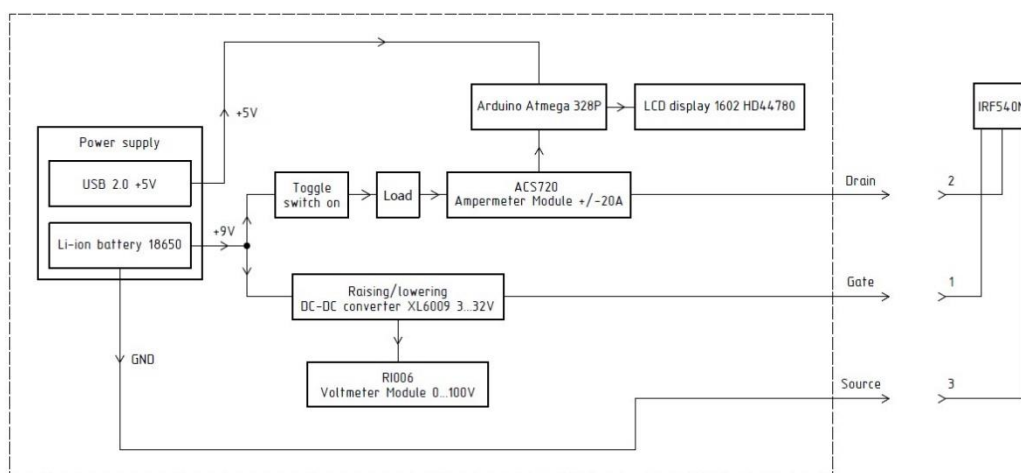 Arduino Atmega 328P
LCD display 1602 HD44780
IRF540N
+5V
Power supply
USB 2.0 +5V
Toggle
switch on
Load
ACS720
Ampermeter Module +/-20A
Drain
2
+9V
Li-ion battery 18650
Raising/lowering
DC-DC converter XL6009 3...32V
Gate
1
GND
RI006
Voltmeter Module 0...100V
Source
3